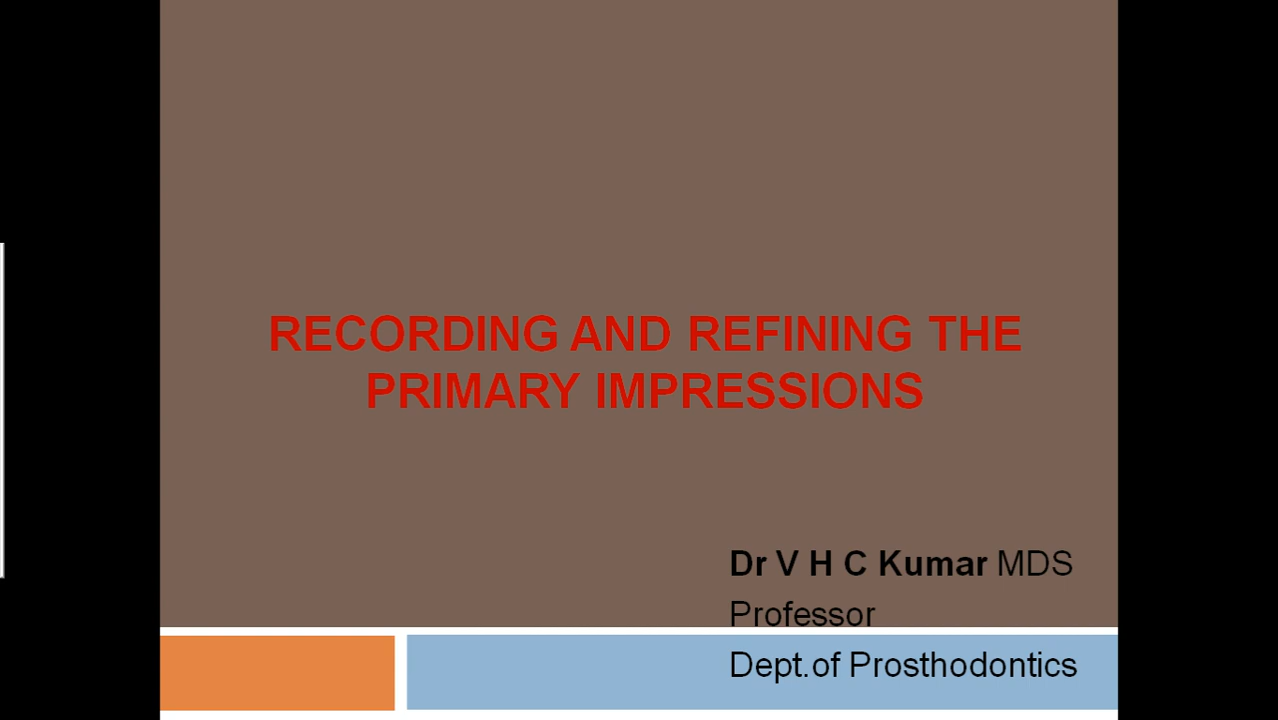 RECORDING AND REFINING THE
PRIMARY IMPRESSIONS
Dr V H C Kumar MDS
Professor
Dept.of Prosthodontics